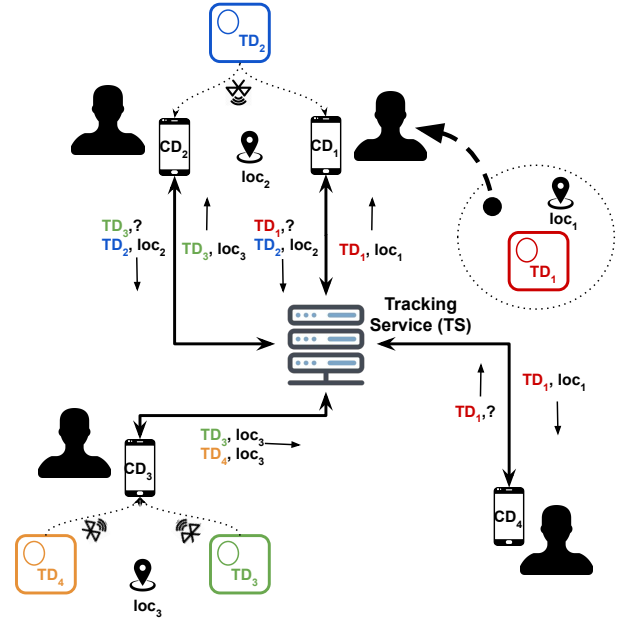 TD₂
CD₂
CD₁
loc₂
loc₁
TD₁
TD₃,?
TD₂, loc₂
TD₃, loc₃
TD₁,?
TD₂, loc₂
TD₁, loc₁
Tracking
Service (TS)
TD₁, loc₁
TD₁,?
TD₃, loc₃
TD₄, loc₃
CD₃
CD₄
TD₄
TD₃
loc₃